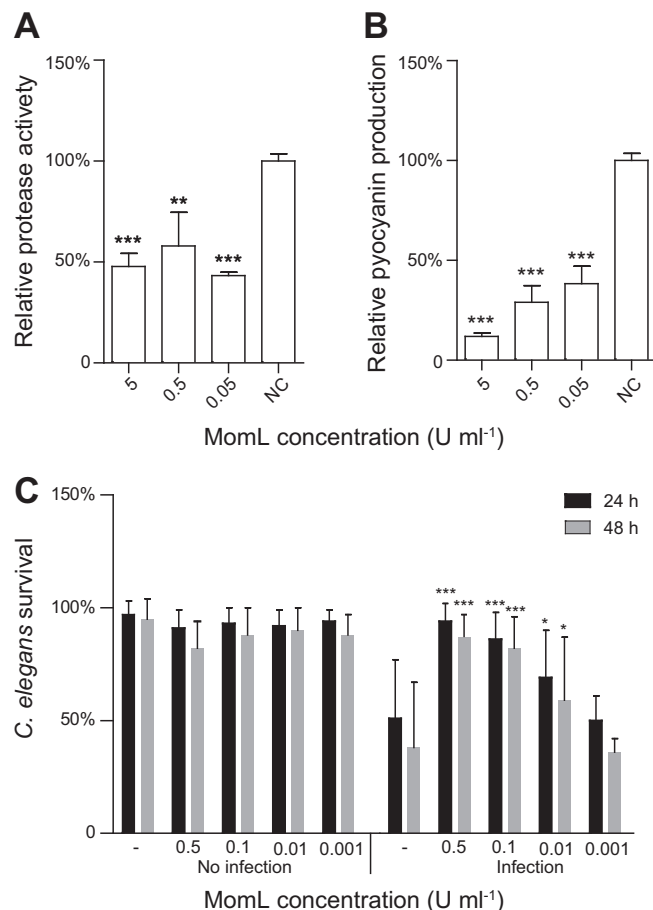 A
150%
100%
50%
0
Relative protease activety
***
**
***
5
0.5
0.05
NC
B
150%
100%
50%
0
Relative pyocyanin production
***
***
***
5
0.5
0.05
NC
MomL concentration (U ml⁻¹)
C
150%
100%
50%
0
C. elegans survival
24 h
48 h
***
***
***
***
*
*
- 0.5 0.1 0.01 0.001 - 0.5 0.1 0.01 0.001
No infection Infection
MomL concentration (U ml⁻¹)